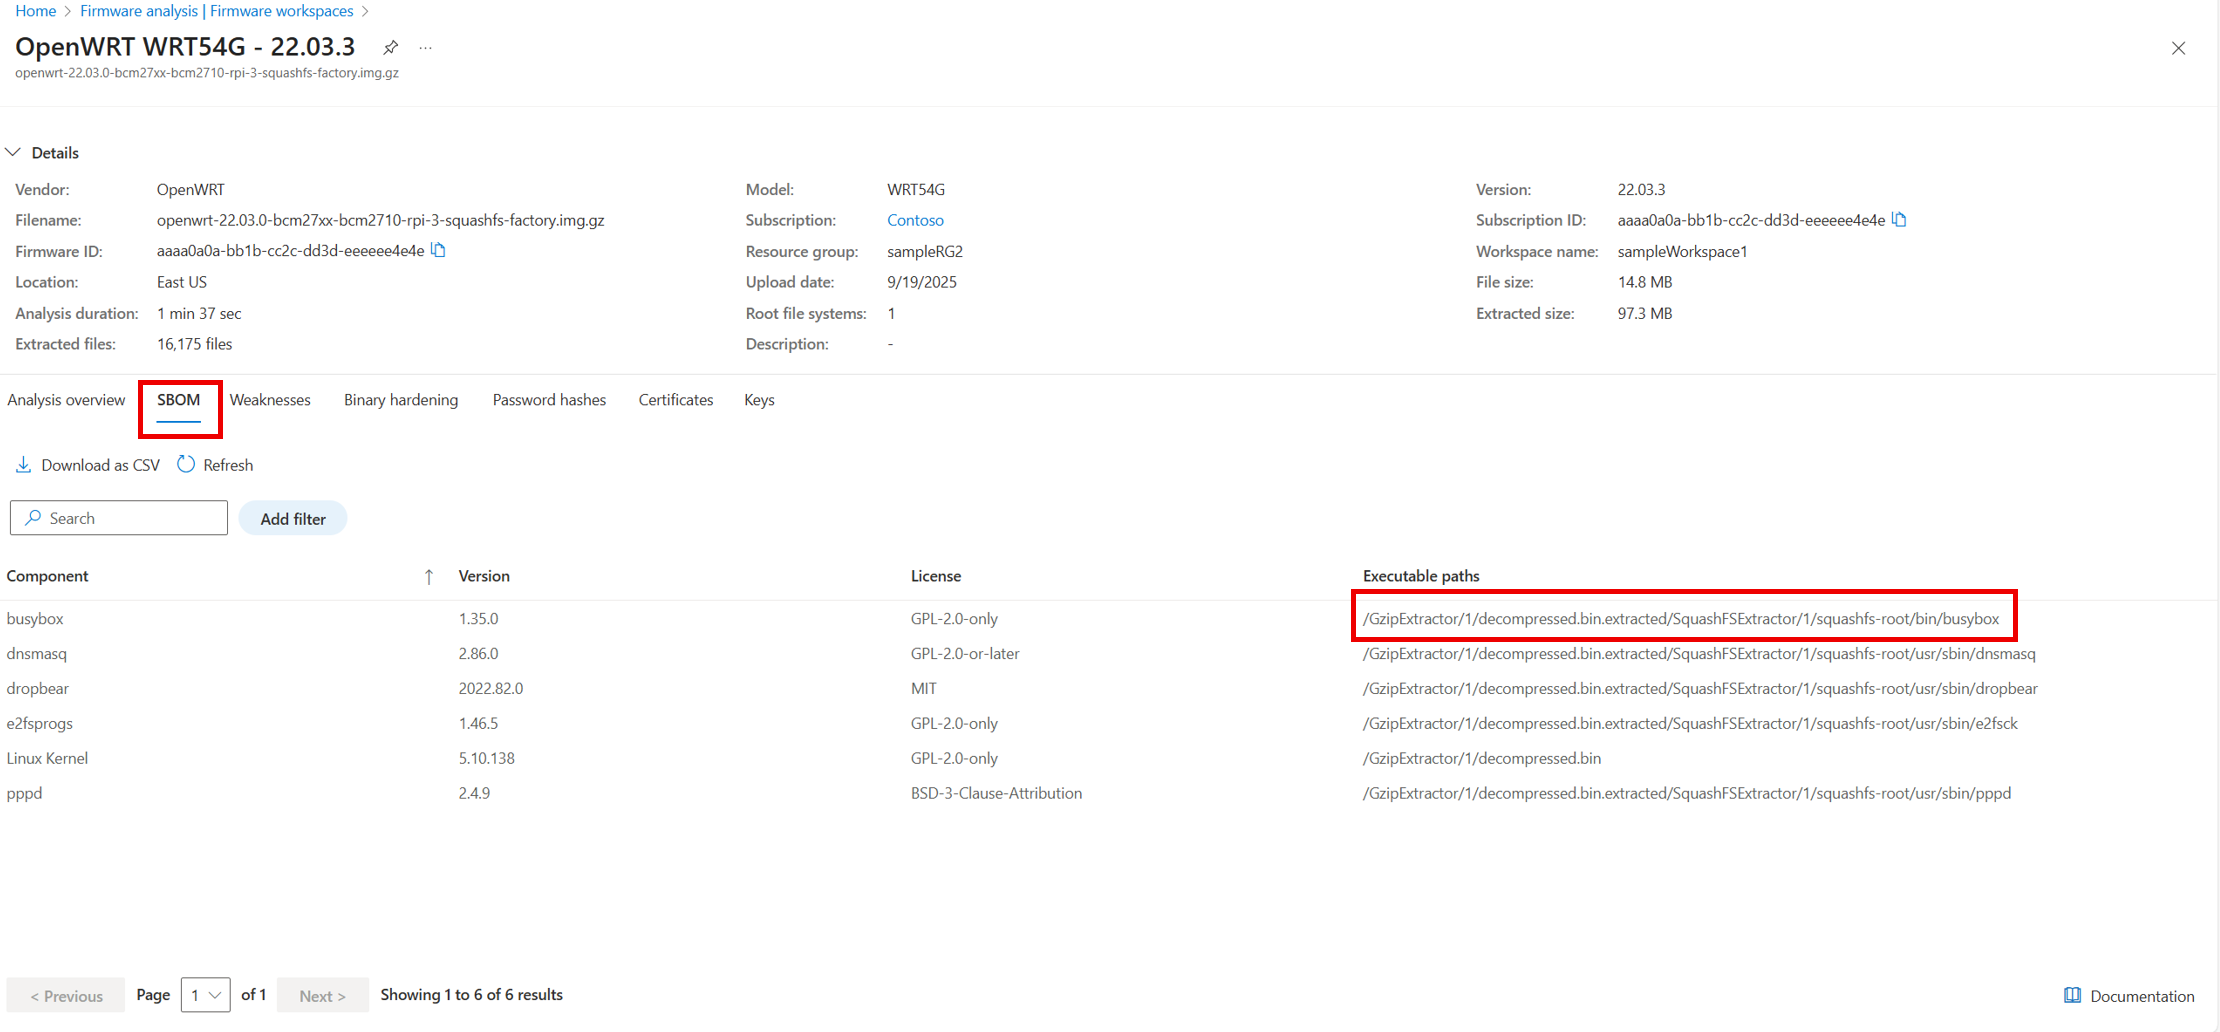 Home > Firmware analysis | Firmware workspaces >
OpenWRT WRT54G - 22.03.3 ...
openwrt-22.03.0-bcm27xx-bcm2710-rpi-3-squashfs-factory.img.gz
Details
Vendor: OpenWRT Model: WRT54G Version: 22.03.3
Filename: openwrt-22.03.0-bcm27xx-bcm2710-rpi-3-squashfs-factory.img.gz Subscription: Contoso Subscription ID: aaaa0a0a-bb1b-cc2c-dd3d-eeeeee4e4e
Firmware ID: aaaa0a0a-bb1b-cc2c-dd3d-eeeeee4e4e Resource group: sampleRG2 Workspace name: sampleWorkspace1
Location: East US Upload date: 9/19/2025 File size: 14.8 MB
Analysis duration: 1 min 37 sec Root file systems: 1 Extracted size: 97.3 MB
Extracted files: 16,175 files Description: -
Analysis overview SBOM Weaknesses Binary hardening Password hashes Certificates Keys
Download as CSV Refresh
Search Add filter
Component ↑ Version License Executable paths
busybox 1.35.0 GPL-2.0-only /GzipExtractor/1/decompressed.bin.extracted/SquashFSExtractor/1/squashfs-root/bin/busybox
dnsmasq 2.86.0 GPL-2.0-or-later /GzipExtractor/1/decompressed.bin.extracted/SquashFSExtractor/1/squashfs-root/usr/sbin/dnsmasq
dropbear 2022.82.0 MIT /GzipExtractor/1/decompressed.bin.extracted/SquashFSExtractor/1/squashfs-root/usr/sbin/dropbear
e2fsprogs 1.46.5 GPL-2.0-only /GzipExtractor/1/decompressed.bin.extracted/SquashFSExtractor/1/squashfs-root/usr/sbin/e2fsck
Linux Kernel 5.10.138 GPL-2.0-only /GzipExtractor/1/decompressed.bin
pppd 2.4.9 BSD-3-Clause-Attribution /GzipExtractor/1/decompressed.bin.extracted/SquashFSExtractor/1/squashfs-root/usr/sbin/pppd
< Previous Page 1 of 1 Next > Showing 1 to 6 of 6 results Documentation